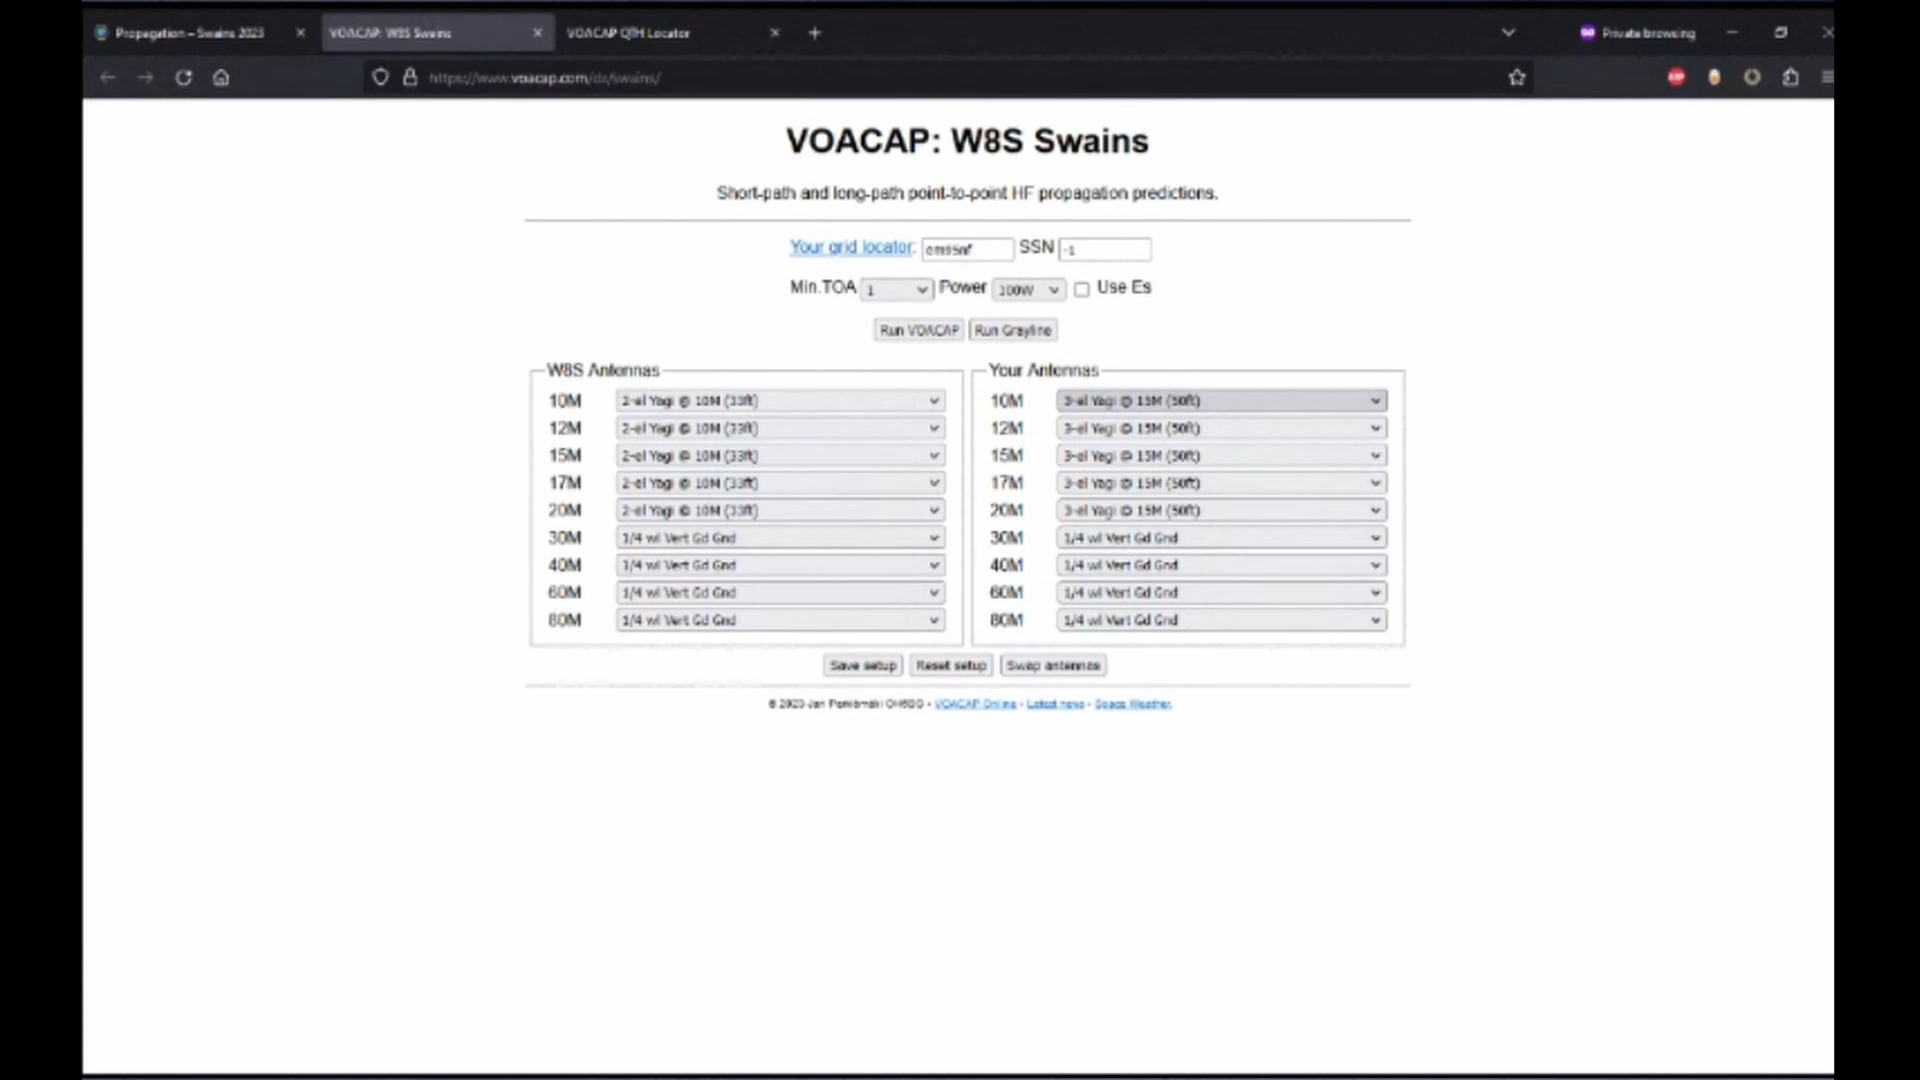 Propagation – Swains 2023
VOACAP: W8S Swains
VOACAP QTH Locator
Private browsing
https://www.voacap.com/dx/swains/
VOACAP: W8S Swains
Short-path and long-path point-to-point HF propagation predictions.
Your grid locator: SSN -1
Min.TOA 1 Power 100W Use Es
Run VOACAP Run Grayline
W8S Antennas
10M 2-el Yagi @ 10M (33ft)
12M 2-el Yagi @ 10M (33ft)
15M 2-el Yagi @ 10M (33ft)
17M 2-el Yagi @ 10M (33ft)
20M 2-el Yagi @ 10M (33ft)
30M 1/4 wl Vert Gd Gnd
40M 1/4 wl Vert Gd Gnd
60M 1/4 wl Vert Gd Gnd
80M 1/4 wl Vert Gd Gnd
Your Antennas
10M 3-el Yagi @ 15M (50ft)
12M 3-el Yagi @ 15M (50ft)
15M 3-el Yagi @ 15M (50ft)
17M 3-el Yagi @ 15M (50ft)
20M 3-el Yagi @ 15M (50ft)
30M 1/4 wl Vert Gd Gnd
40M 1/4 wl Vert Gd Gnd
60M 1/4 wl Vert Gd Gnd
80M 1/4 wl Vert Gd Gnd
Save setup Reset setup Swap antennas
© 2023 Jari • VOACAP Online • Latest news • Space Weather.